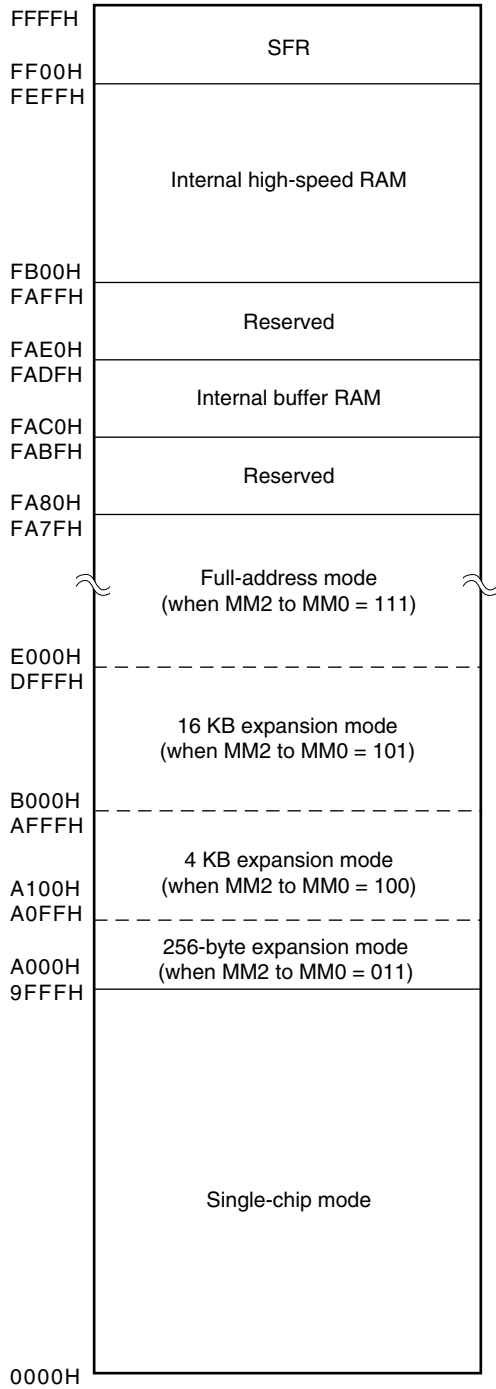 FFFFH
SFR
FF00H
FEFFH
Internal high-speed RAM
FB00H
FAFFH
Reserved
FAE0H
FADFH
Internal buffer RAM
FAC0H
FABFH
Reserved
FA80H
FA7FH
Full-address mode
(when MM2 to MM0 = 111)
E000H
DFFFH
16 KB expansion mode
(when MM2 to MM0 = 101)
B000H
AFFFH
4 KB expansion mode
(when MM2 to MM0 = 100)
A100H
A0FFH
256-byte expansion mode
(when MM2 to MM0 = 011)
A000H
9FFFH
Single-chip mode
0000H